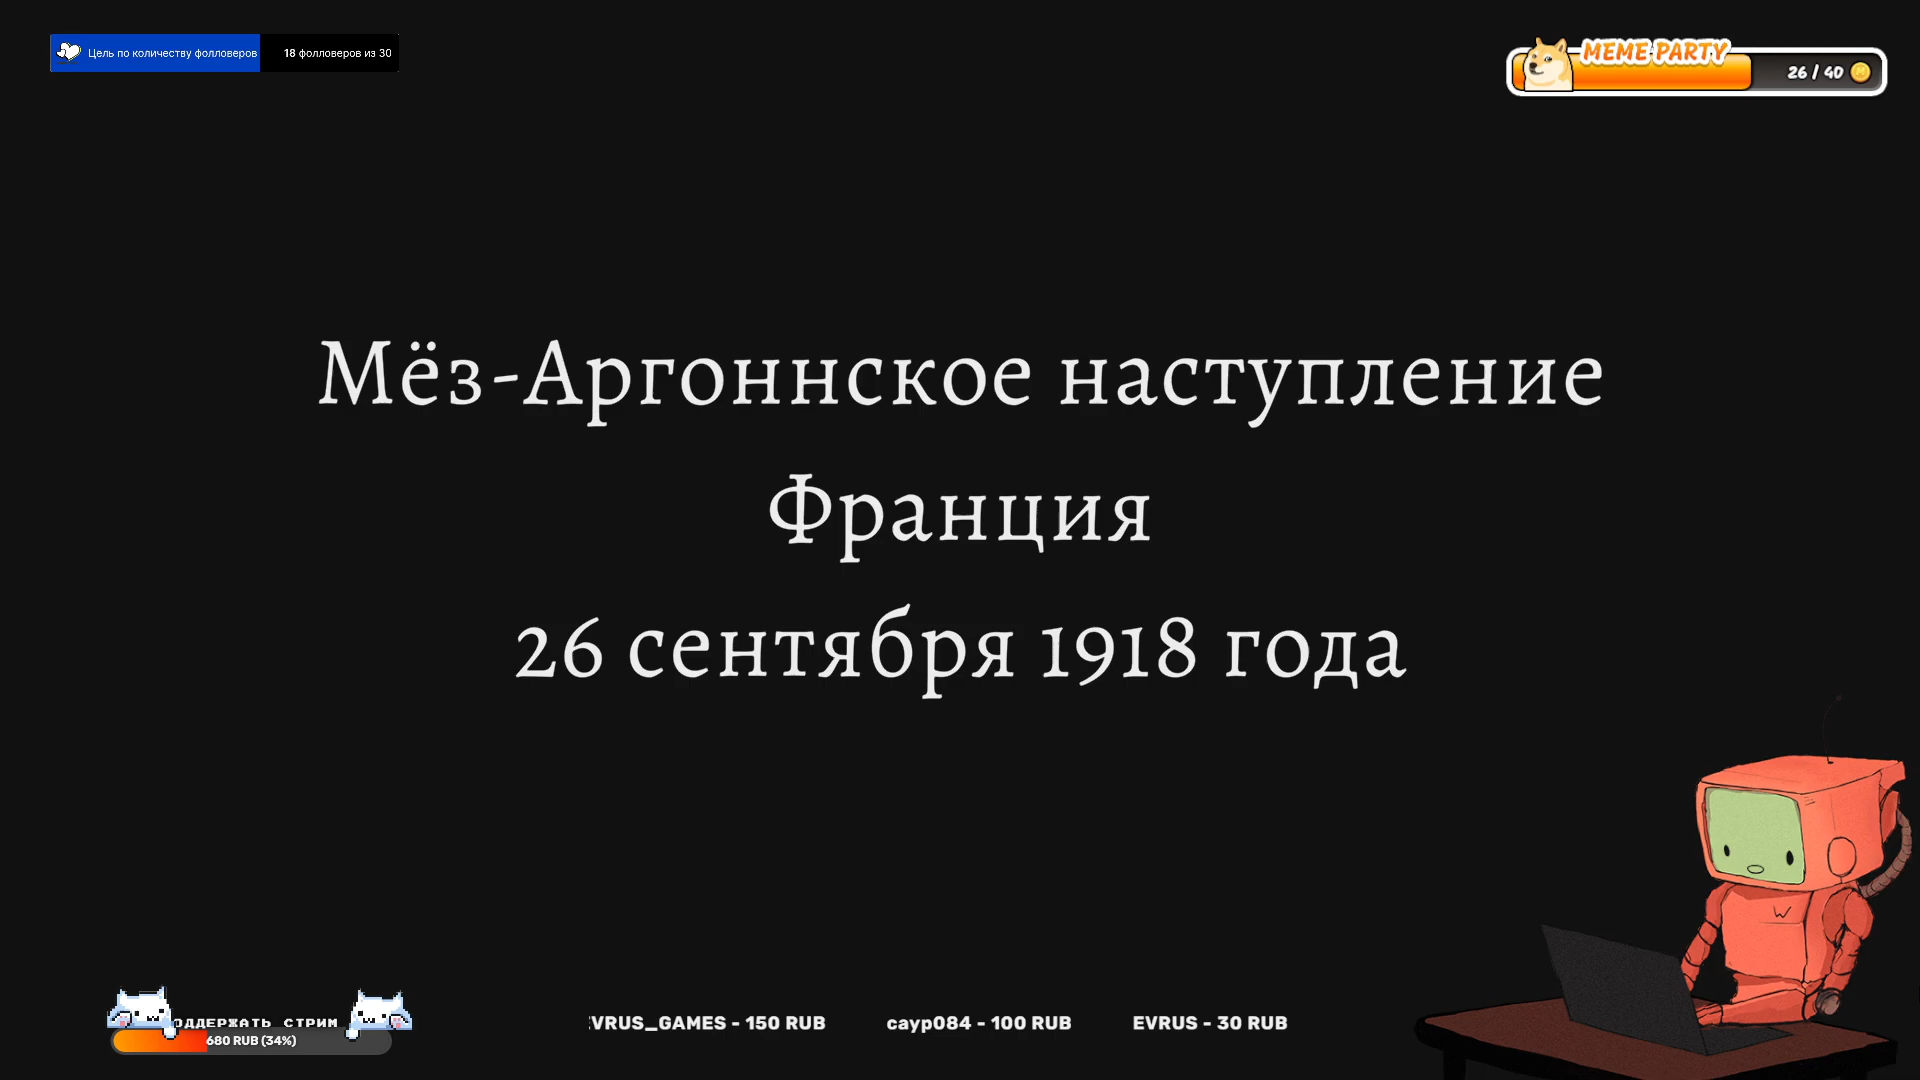 Цель по количеству фолловеров 18 фолловеров из 30
MEME PARTY
26 / 40
Мёз-Аргоннское наступление
Франция
26 сентября 1918 года
W
ОДДЕРЖАТЬ СТРИМ
680 RUB (34%)
VRUS_GAMES - 150 RUB cayp084 - 100 RUB EVRUS - 30 RUB